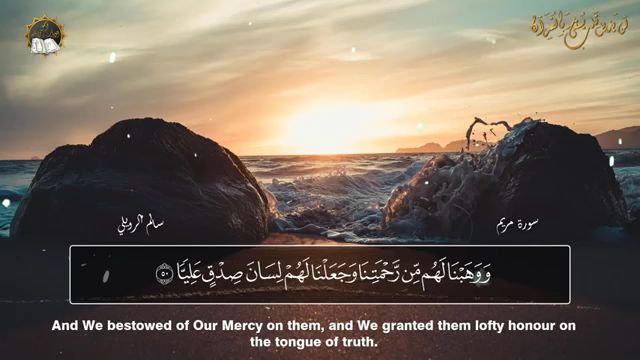 سورة مريم
سالم الرويلي
وَوَهَبْنَا لَهُم مِّن رَّحْمَتِنَا وَجَعَلْنَا لَهُمْ لِسَانَ صِدْقٍ عَلِيًّا ۝٥٠
And We bestowed of Our Mercy on them, and We granted them lofty honour on
the tongue of truth.